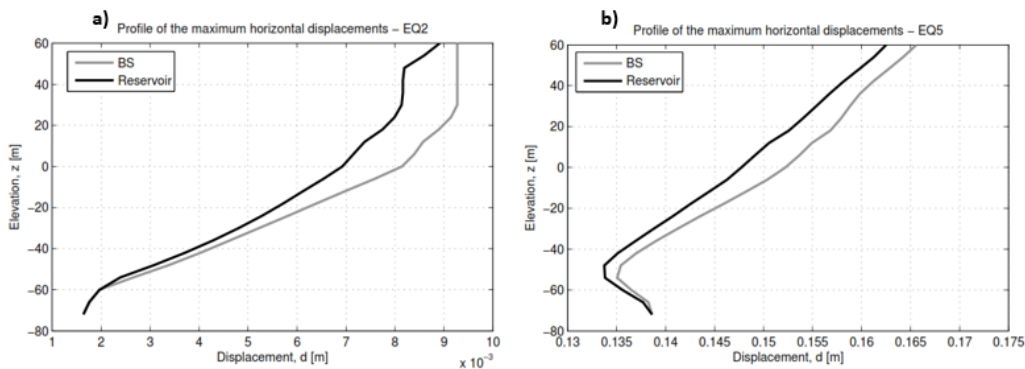 a)
Profile of the maximum horizontal displacements – EQ2
BS
Reservoir
Elevation, z [m]
60
40
20
0
−20
−40
−60
−80
1 2 3 4 5 6 7 8 9 10
Displacement, d [m]
x 10⁻³
b)
Profile of the maximum horizontal displacements – EQ5
BS
Reservoir
Elevation, z [m]
60
40
20
0
−20
−40
−60
−80
0.13 0.135 0.14 0.145 0.15 0.155 0.16 0.165 0.17 0.175
Displacement, d [m]